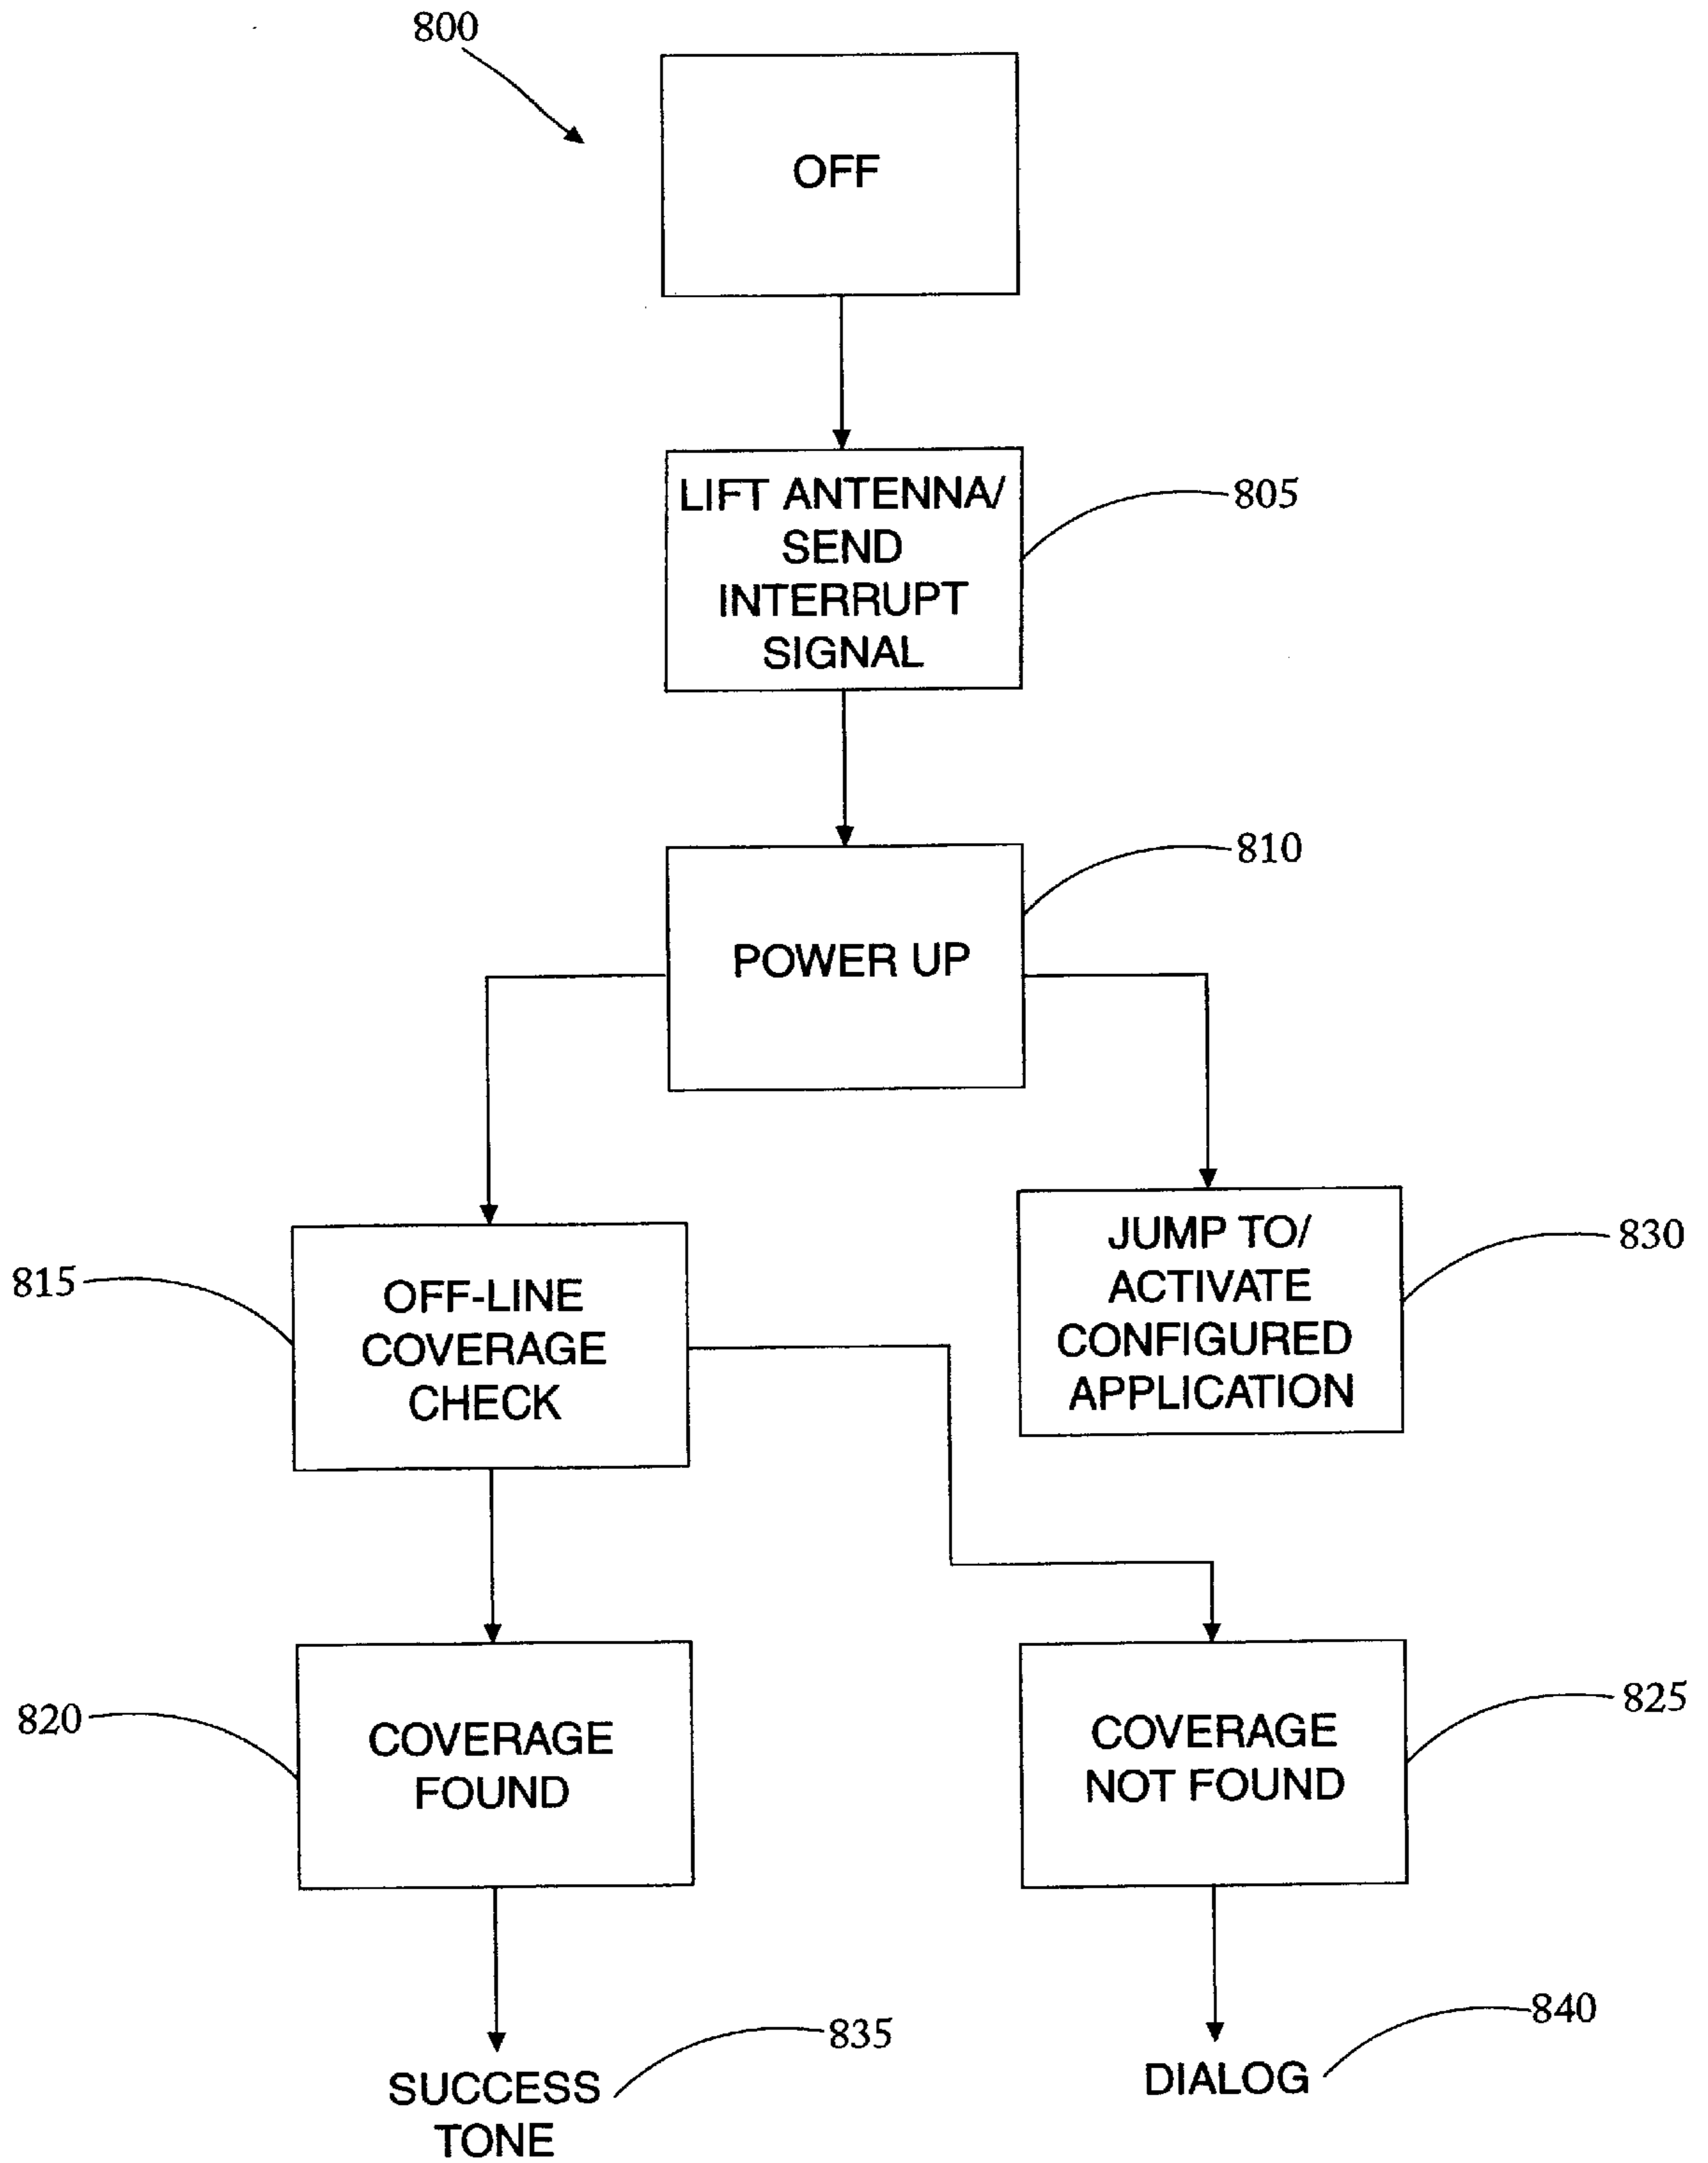 800
OFF
LIFT ANTENNA/
SEND
INTERRUPT
SIGNAL
805
810
POWER UP
JUMP TO/
ACTIVATE
CONFIGURED
APPLICATION
830
815
OFF-LINE
COVERAGE
CHECK
820
COVERAGE
FOUND
COVERAGE
NOT FOUND
825
835
SUCCESS
TONE
840
DIALOG